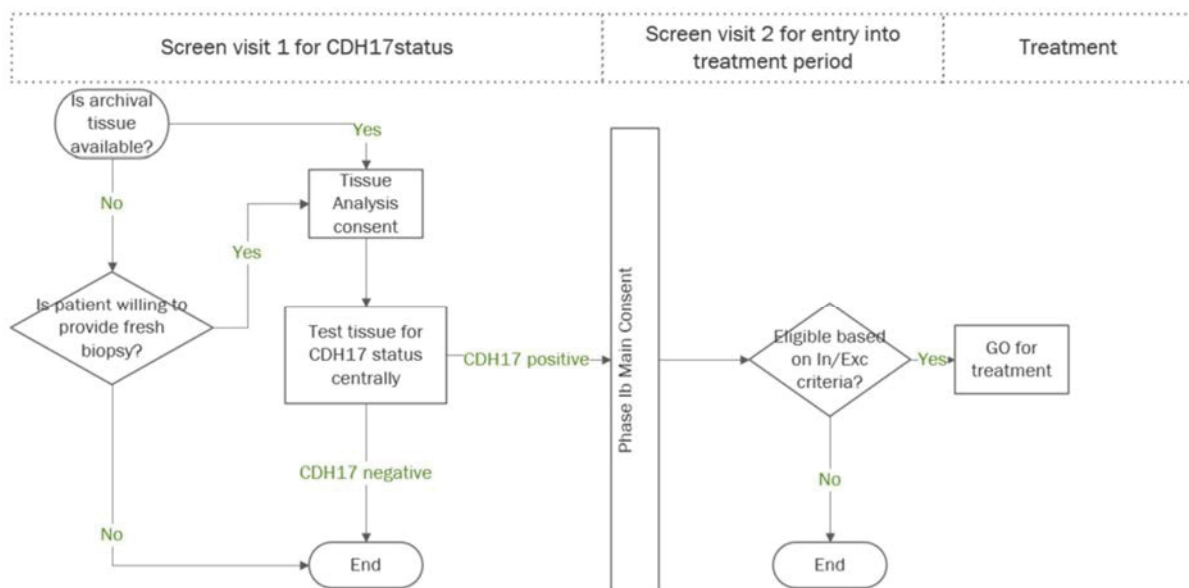 Screen visit 1 for CDH17status
Screen visit 2 for entry into
treatment period
Treatment
Is archival
tissue
available?
Yes
No
Tissue
Analysis
consent
Yes
Is patient willing to
provide fresh
biopsy?
Test tissue for
CDH17 status
centrally
CDH17 positive
Phase Ib Main Consent
Eligible based
on In/Exc
criteria?
Yes
GO for
treatment
CDH17 negative
No
No
End
End